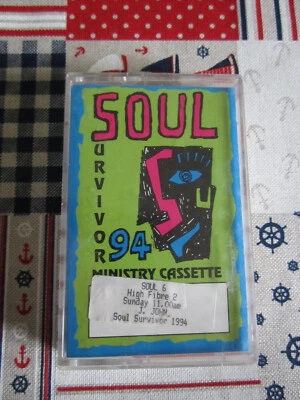 SOUL
SURVIVOR
94
MINISTRY CASSETTE
SOUL 6
High Fibre 2
Sunday 11.00am
J. JOHN
Soul Survivor 1994